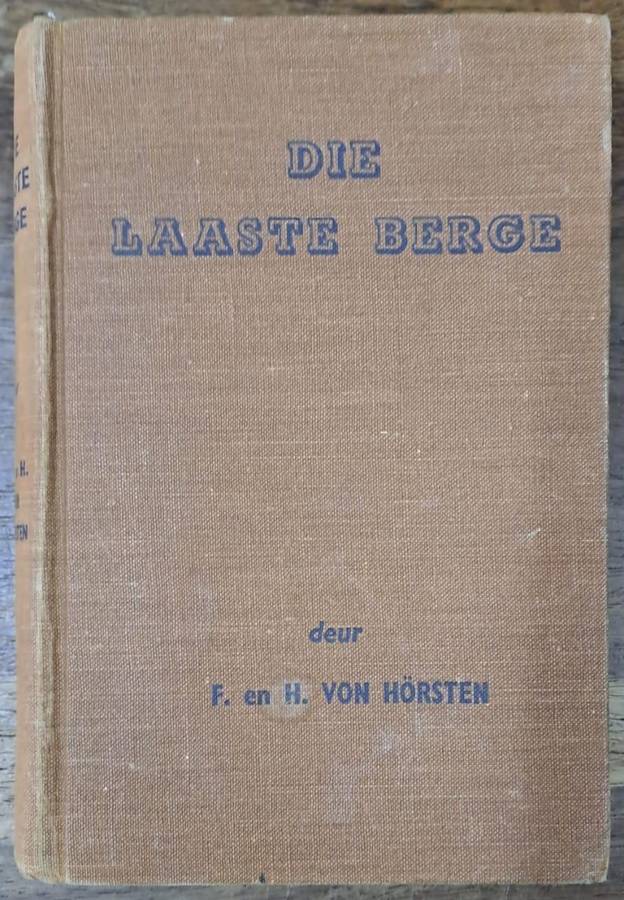 DIE
LAASTE BERGE
deur
F. en H. VON HÖRSTEN